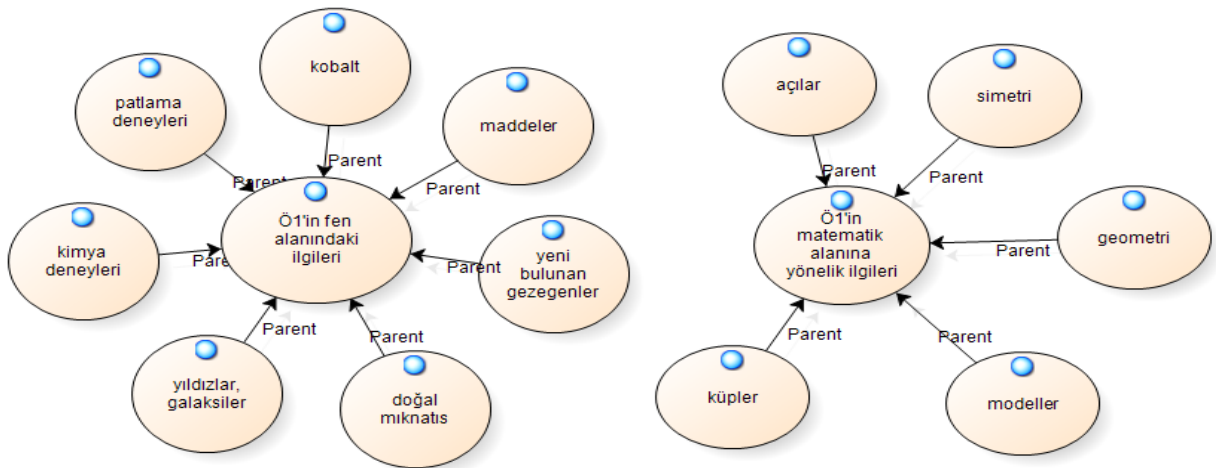 kobalt
patlama
deneyleri
maddeler
Parent
Parent
Parent
Ö1'in fen
alanındaki
ilgileri
kimya
deneyleri
Parent
yeni
bulunan
gezegenler
Parent
yıldızlar,
galaksiler
Parent
doğal
mıknatıs
Parent
açılar
simetri
Parent
Parent
Ö1'in
matematik
alanına
yönelik ilgileri
geometri
Parent
küpler
Parent
modeller
Parent